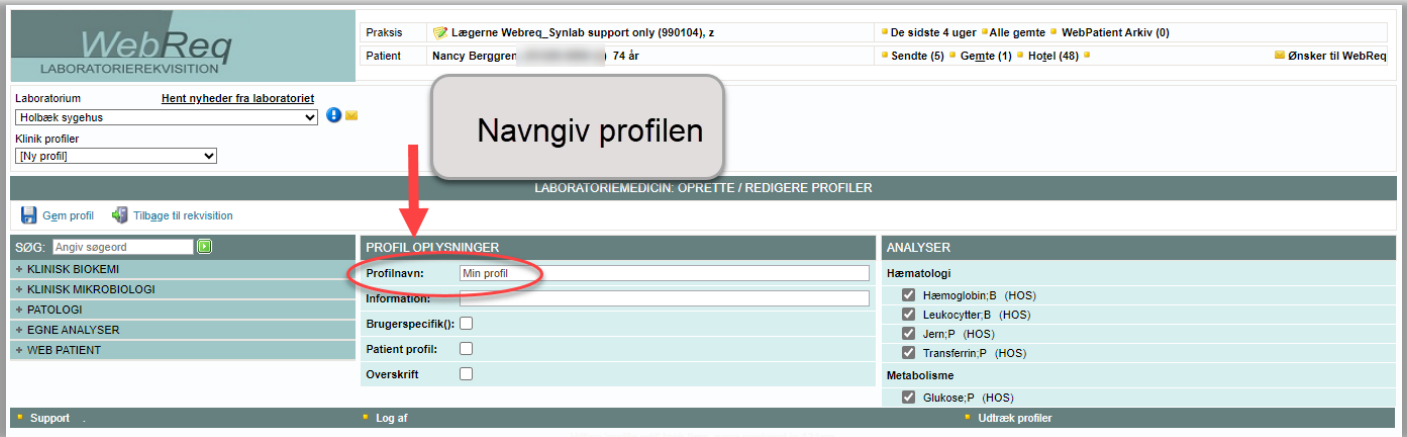 WebReq
LABORATORIEREKVISITION
Praksis Lægerne Webreq_Synlab support only (990104), z
De sidste 4 uger Alle gemte WebPatient Arkiv (0)
Patient Nancy Berggren 74 år
Sendte (5) Gemte (1) Hotel (48) Ønsker til WebReq
Laboratorium Hent nyheder fra laboratoriet
Holbæk sygehus
Klinik profiler
[Ny profil]
Navngiv profilen
LABORATORIEMEDICIN: OPRETTE / REDIGERE PROFILER
Gem profil Tilbage til rekvisition
SØG: Angiv søgeord
+ KLINISK BIOKEMI
+ KLINISK MIKROBIOLOGI
+ PATOLOGI
+ EGNE ANALYSER
+ WEB PATIENT
PROFIL OPLYSNINGER
Profilnavn: Min profil
Information:
Brugerspecifik():
Patient profil:
Overskrift
ANALYSER
Hæmatologi
Hæmoglobin;B (HOS)
Leukocytter;B (HOS)
Jern;P (HOS)
Transferrin;P (HOS)
Metabolisme
Glukose;P (HOS)
Support .
Log af
Udtræk profiler